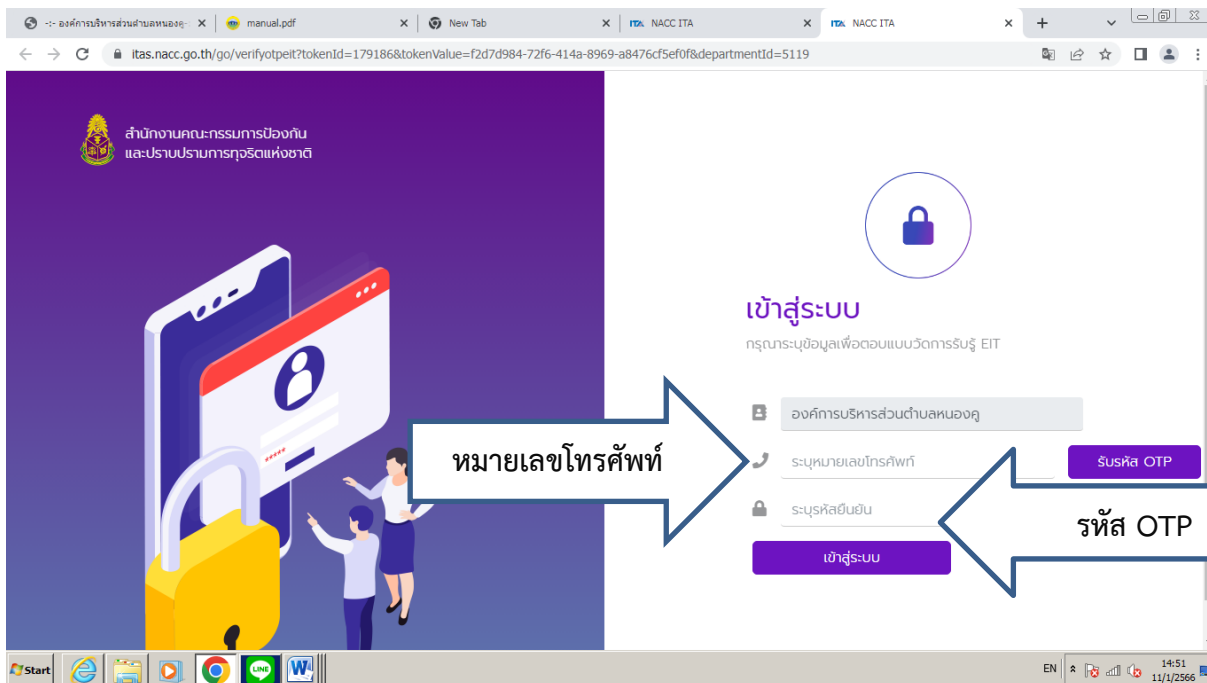 -:- องค์การบริหารส่วนตำบลหนองคู-
manual.pdf
New Tab
ITA NACC ITA
ITA NACC ITA
itas.nacc.go.th/go/verifyotpeit?tokenId=179186&tokenValue=f2d7d984-72f6-414a-8969-a8476cf5ef0f&departmentId=5119
สำนักงานคณะกรรมการป้องกัน
และปราบปรามการทุจริตแห่งชาติ
เข้าสู่ระบบ
กรุณาระบุข้อมูลเพื่อตอบแบบวัดการรับรู้ EIT
องค์การบริหารส่วนตำบลหนองคู
หมายเลขโทรศัพท์
ระบุหมายเลขโทรศัพท์
รับรหัส OTP
ระบุรหัสยืนยัน
รหัส OTP
เข้าสู่ระบบ
Start
LINE
W
EN
14:51
11/1/2566